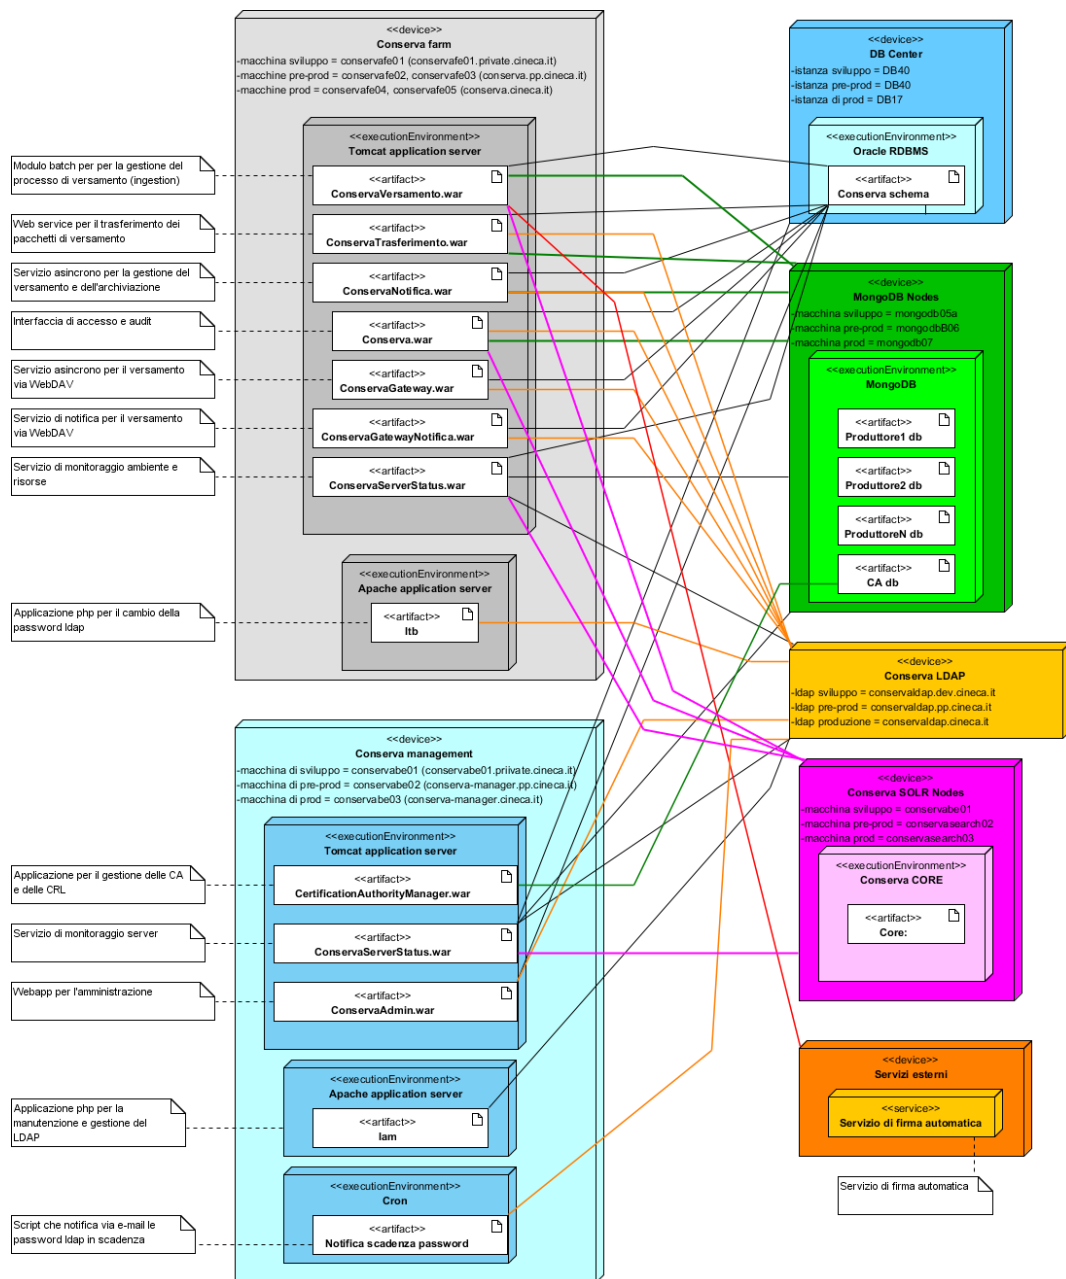 <<device>>
Conserva farm
-macchina sviluppo = conservafe01 (conservafe01.private.cineca.it)
-macchine pre-prod = conservafe02, conservafe03 (conserva.pp.cineca.it)
-macchine prod = conservafe04, conservafe05 (conserva.cineca.it)
<<executionEnvironment>>
Tomcat application server
<<artifact>>
ConservaVersamento.war
<<artifact>>
ConservaTrasferimento.war
<<artifact>>
ConservaNotifica.war
<<artifact>>
Conserva.war
<<artifact>>
ConservaGateway.war
<<artifact>>
ConservaGatewayNotifica.war
<<artifact>>
ConservaServerStatus.war
<<executionEnvironment>>
Apache application server
<<artifact>>
ltb
Modulo batch per per la gestione del
processo di versamento (ingestion)
Web service per il trasferimento dei
pacchetti di versamento
Servizio asincrono per la gestione del
versamento e dell'archiviazione
Interfaccia di accesso e audit
Servizio asincrono per il versamento
via WebDAV
Servizio di notifica per il versamento
via WebDAV
Servizio di monitoraggio ambiente e
risorse
Applicazione php per il cambio della
password ldap
<<device>>
DB Center
-istanza sviluppo = DB40
-istanza pre-prod = DB40
-istanza di prod = DB17
<<executionEnvironment>>
Oracle RDBMS
<<artifact>>
Conserva schema
<<device>>
MongoDB Nodes
-macchina sviluppo = mongodb05a
-macchina pre-prod = mongodbB06
-macchina prod = mongodb07
<<executionEnvironment>>
MongoDB
<<artifact>>
Produttore1 db
<<artifact>>
Produttore2 db
<<artifact>>
ProduttoreN db
<<artifact>>
CA db
<<device>>
Conserva LDAP
-ldap sviluppo = conservaldap.dev.cineca.it
-ldap pre-prod = conservaldap.pp.cineca.it
-ldap produzione = conservaldap.cineca.it
<<device>>
Conserva management
-macchina di sviluppo = conservabe01 (conservabe01.priivate.cineca.it)
-macchina di pre-prod = conservabe02 (conserva-manager.pp.cineca.it)
-macchina di prod = conservabe03 (conserva-manager.cineca.it)
<<executionEnvironment>>
Tomcat application server
<<artifact>>
CertificationAuthorityManager.war
<<artifact>>
ConservaServerStatus.war
<<artifact>>
ConservaAdmin.war
<<executionEnvironment>>
Apache application server
<<artifact>>
lam
<<executionEnvironment>>
Cron
<<artifact>>
Notifica scadenza password
Applicazione per il gestione delle CA
e delle CRL
Servizio di monitoraggio server
Webapp per l'amministrazione
Applicazione php per la
manutenzione e gestione del
LDAP
Script che notifica via e-mail le
password ldap in scadenza
<<device>>
Conserva SOLR Nodes
-macchina sviluppo = conservabe01
-macchina pre-prod = conservasearch02
-macchina prod = conservasearch03
<<executionEnvironment>>
Conserva CORE
<<artifact>>
Core:
<<device>>
Servizi esterni
<<service>>
Servizio di firma automatica
Servizio di firma automatica